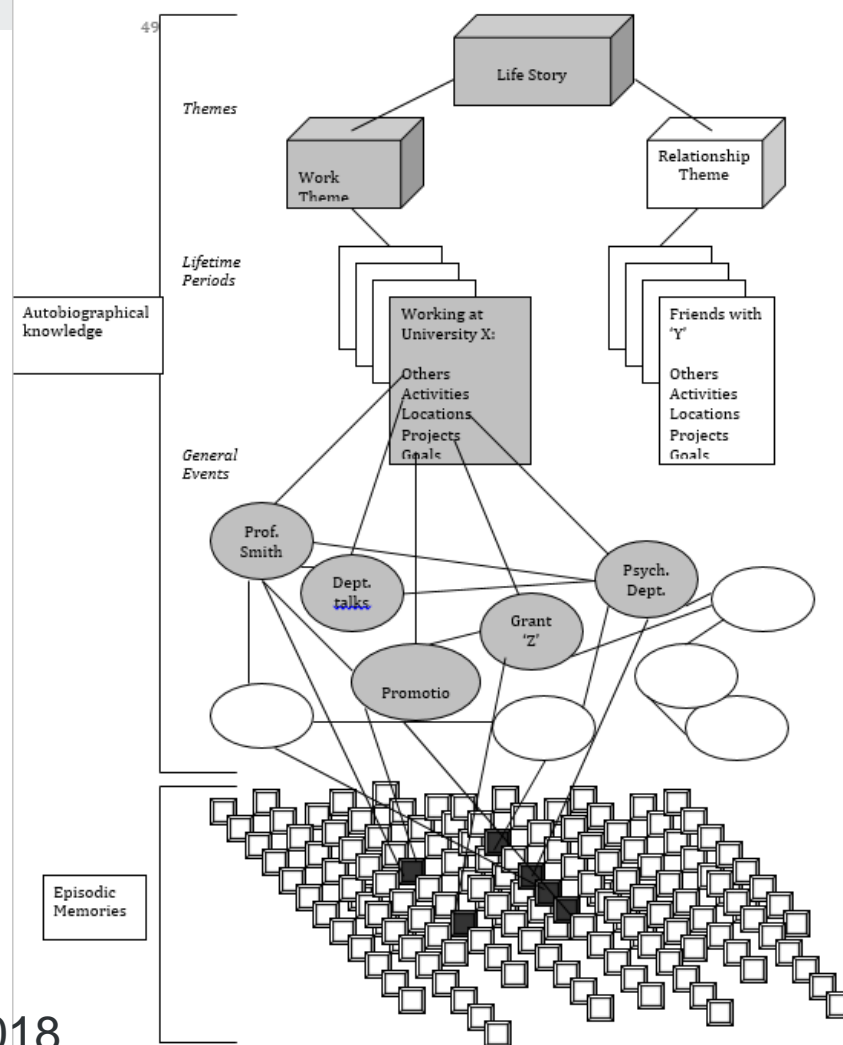 49
Life Story
Themes
Work
Theme
Relationship
Theme
Lifetime
Periods
Autobiographical
knowledge
Working at
University X:
Others
Activities
Locations
Projects
Goals
Friends with
'Y'
Others
Activities
Locations
Projects
Goals
General
Events
Prof.
Smith
Dept.
talks
Psych.
Dept.
Grant
'Z'
Promotio
Episodic
Memories
018